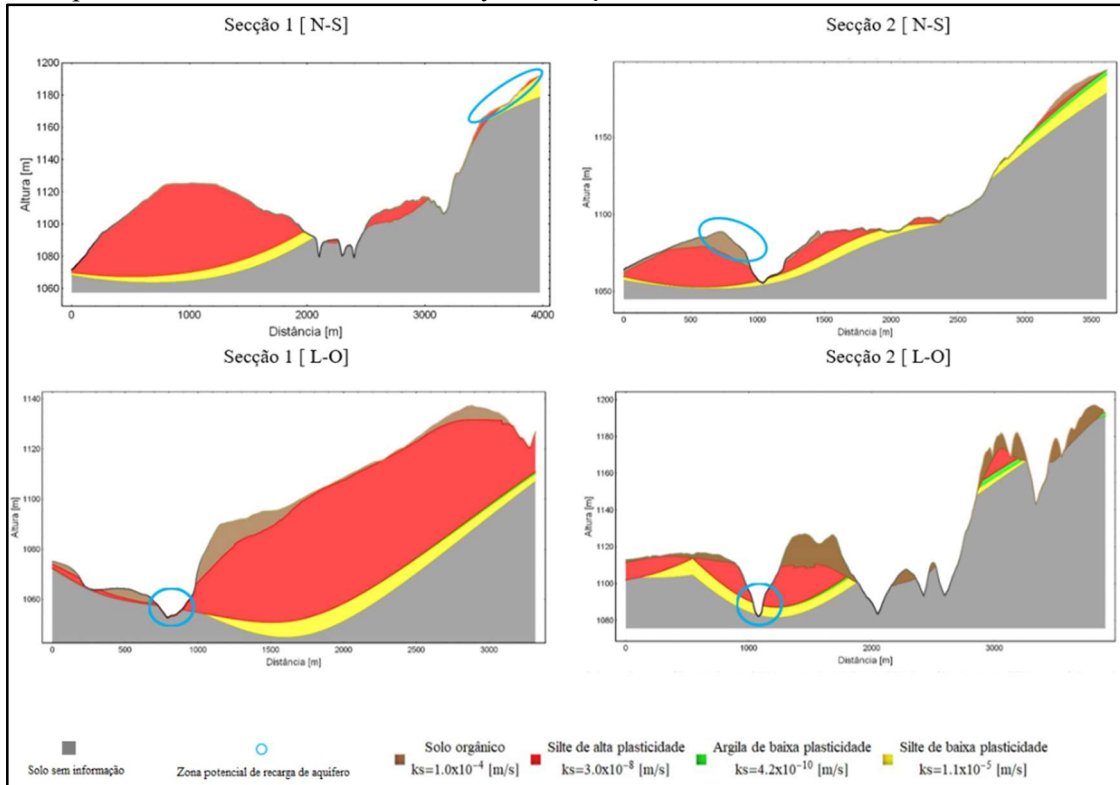 Secção 1 [ N-S]
Secção 2 [ N-S]
Altura [m]
1200
1180
1160
1140
1120
1100
1080
1060
0
1000
2000
3000
4000
Distância [m]
Altura [m]
1150
1100
1050
0
500
1000
1500
2000
2500
3000
3500
Distância [m]
Secção 1 [ L-O]
Secção 2 [ L-O]
Altura [m]
1140
1120
1100
1080
1060
0
500
1000
1500
2000
2500
3000
Distância [m]
Altura [m]
1200
1180
1160
1140
1120
1100
1080
0
1000
2000
3000
Distância [m]
Solo sem informação
Zona potencial de recarga de aquifero
Solo orgânico
ks=1.0x10⁻⁴ [m/s]
Silte de alta plasticidade
ks=3.0x10⁻⁸ [m/s]
Argila de baixa plasticidade
ks=4.2x10⁻¹⁰ [m/s]
Silte de baixa plasticidade
ks=1.1x10⁻⁵ [m/s]